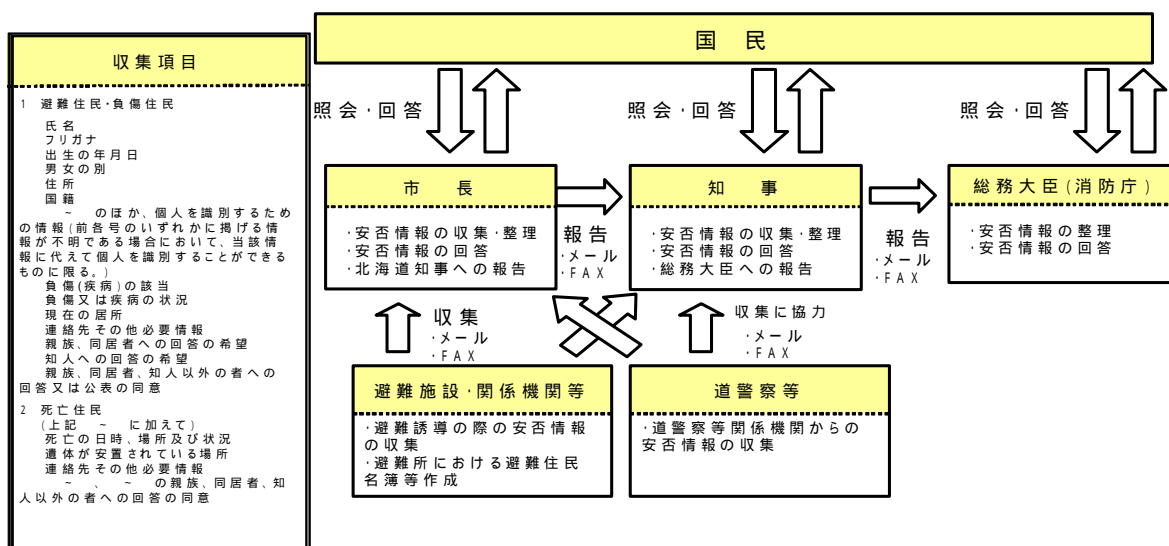 国 民
収集項目
1 避難住民・負傷住民
氏名
フリガナ
出生の年月日
男女の別
住所
国籍
～ のほか、個人を識別するため
の情報(前各号のいずれかに掲げる情
報が不明である場合において、当該情
報に代えて個人を識別することができる
ものに限る。)
負傷(疾病)の該当
負傷又は疾病の状況
現在の居所
連絡先その他必要情報
親族、同居者への回答の希望
知人への回答の希望
親族、同居者、知人以外の者への
回答又は公表の同意
2 死亡住民
(上記 ～ に加えて)
死亡の日時、場所及び状況
遺体が安置されている場所
連絡先その他必要情報
～ 、 ～ の親族、同居者、知
人以外の者への回答の同意
照会・回答
照会・回答
照会・回答
市 長
・安否情報の収集・整理
・安否情報の回答
・北海道知事への報告
報告
・メール
・FAX
知 事
・安否情報の収集・整理
・安否情報の回答
・総務大臣への報告
報告
・メール
・FAX
総務大臣(消防庁)
・安否情報の整理
・安否情報の回答
収集
・メール
・FAX
収集に協力
・メール
・FAX
避難施設・関係機関等
・避難誘導の際の安否情報
の収集
・避難所における避難住民
名簿等作成
道警察等
・道警察等関係機関からの
安否情報の収集